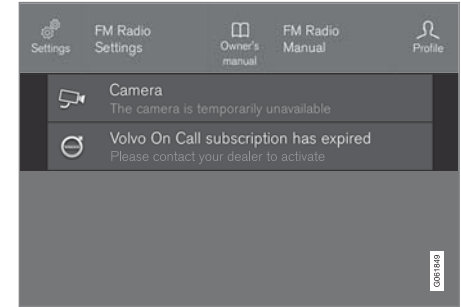 Settings
FM Radio
Settings
Owner's
manual
FM Radio
Manual
Profile
Camera
The camera is temporarily unavailable
Volvo On Call subscription has expired
Please contact your dealer to activate
G061849